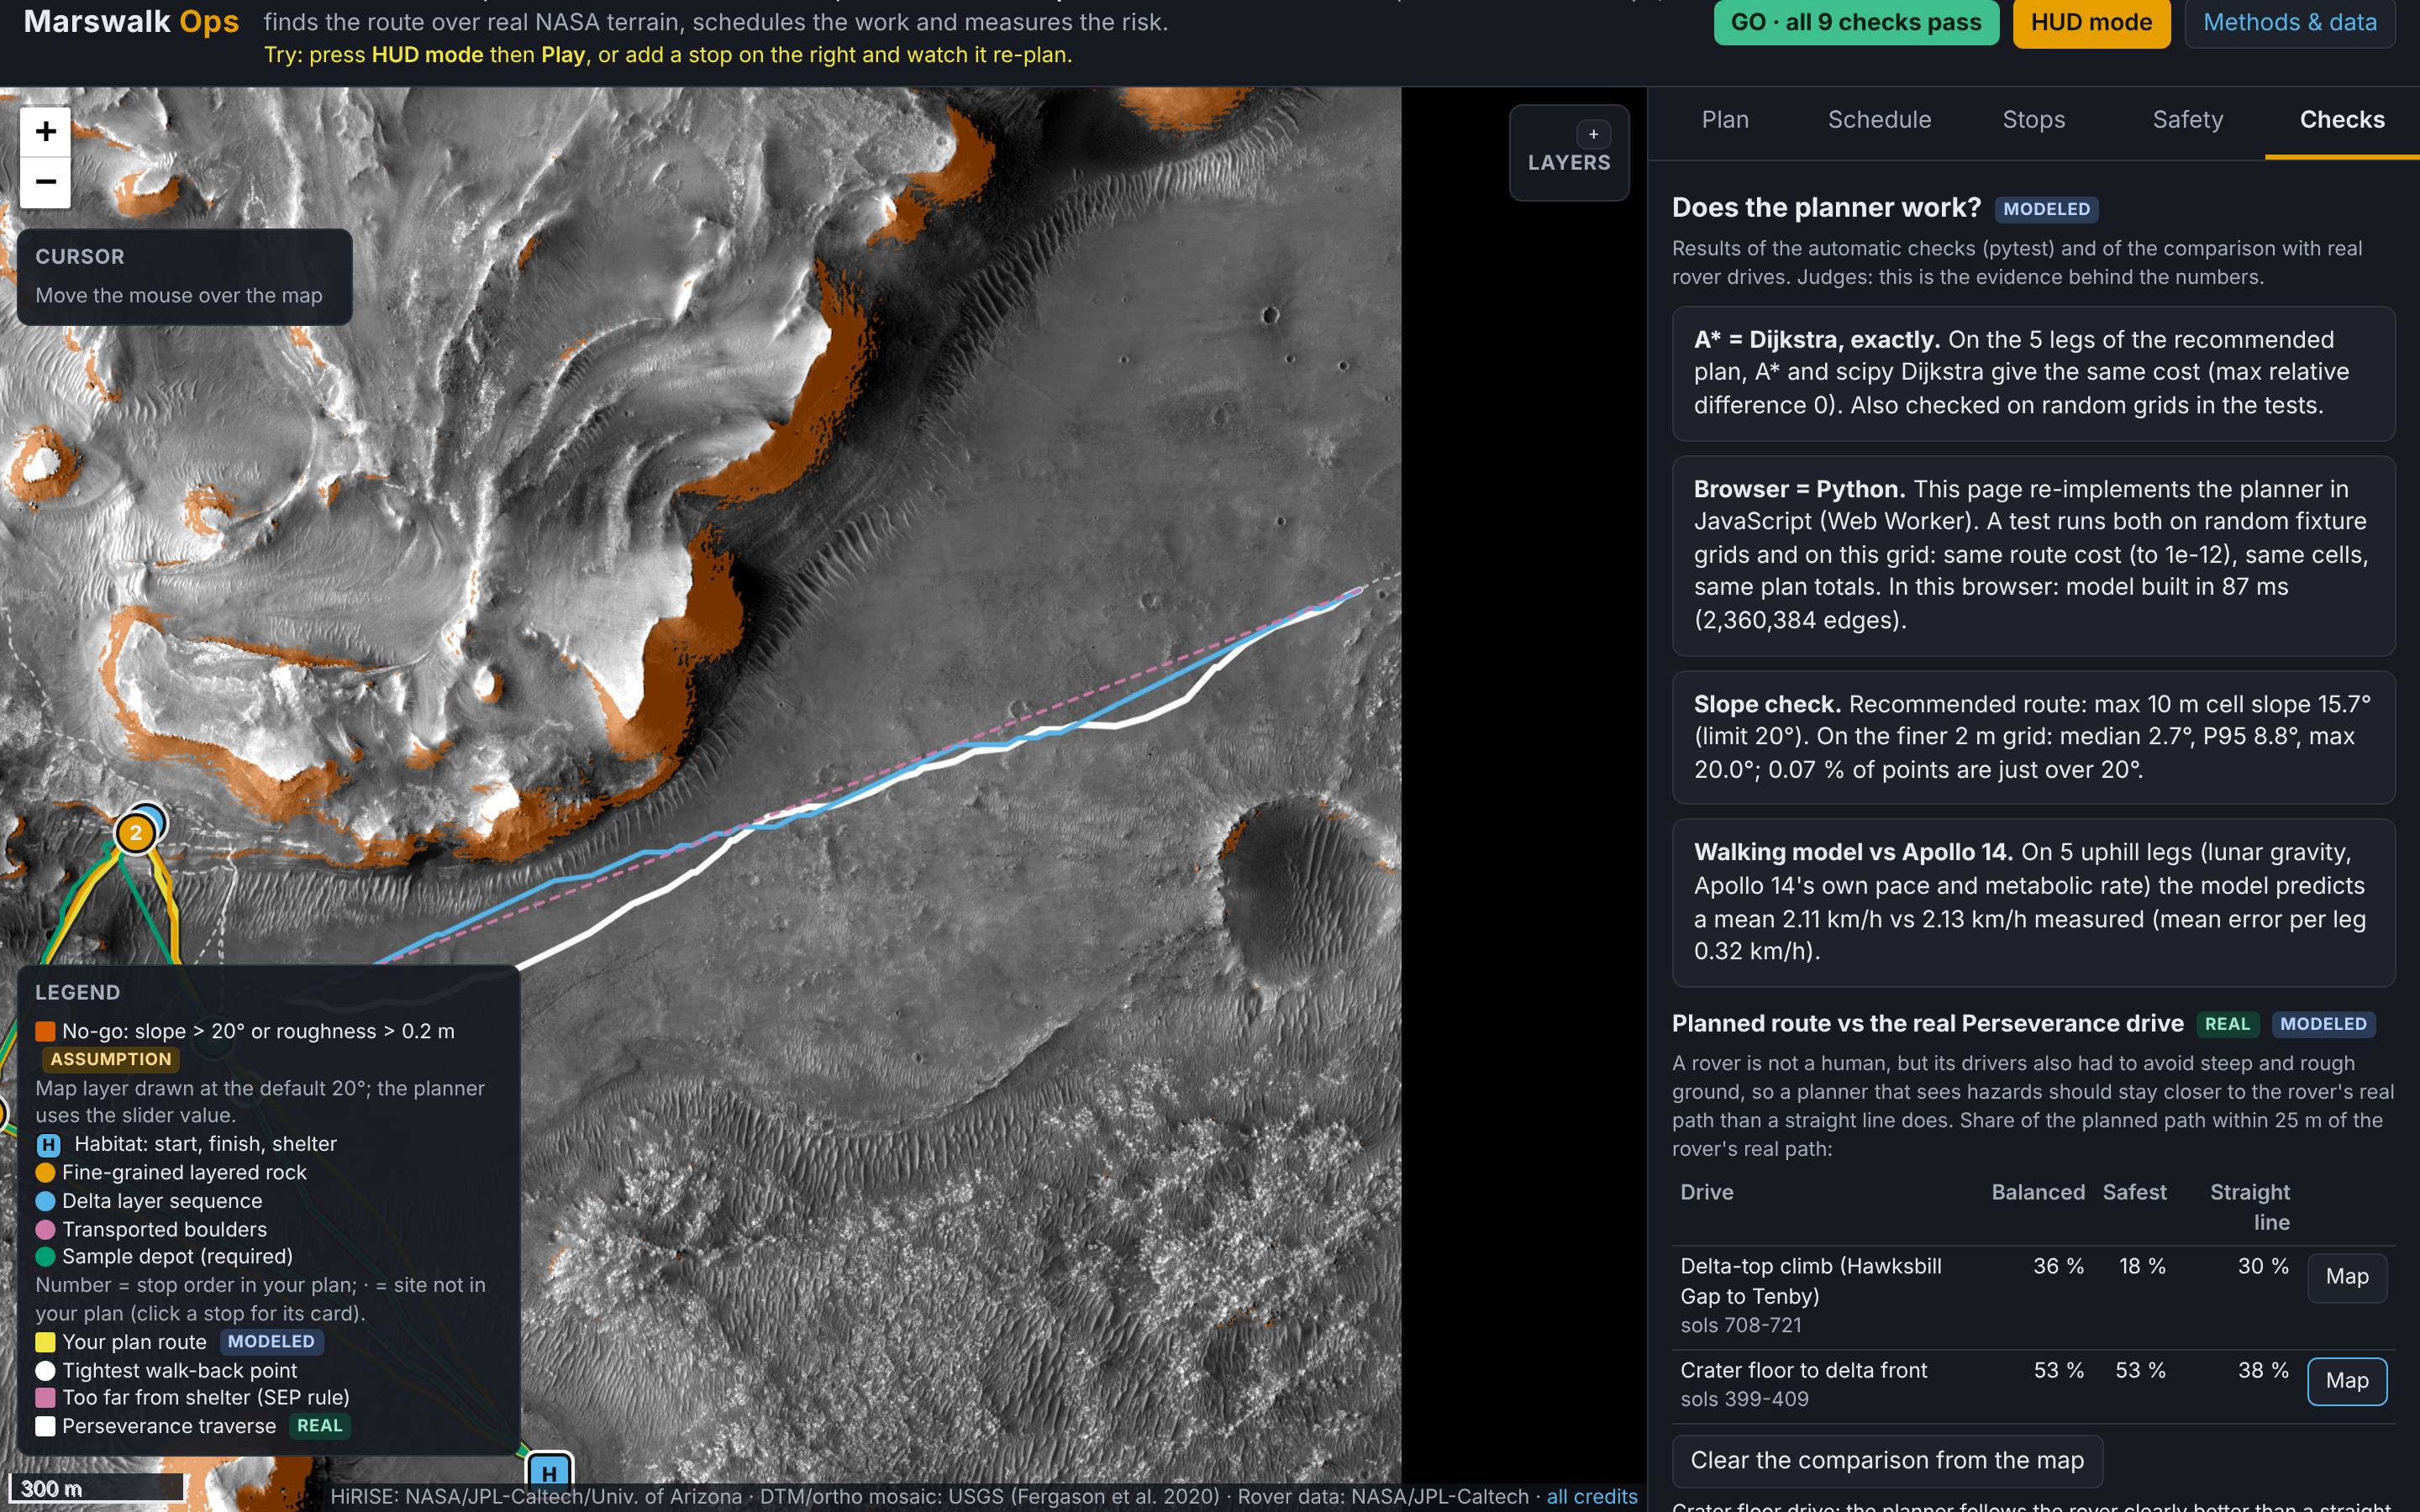 Marswalk Ops
finds the route over real NASA terrain, schedules the work and measures the risk.
Try: press HUD mode then Play, or add a stop on the right and watch it re-plan.
GO · all 9 checks pass
HUD mode
Methods & data
+
−
CURSOR
Move the mouse over the map
+
LAYERS
2
LEGEND
No-go: slope > 20° or roughness > 0.2 m
ASSUMPTION
Map layer drawn at the default 20°; the planner
uses the slider value.
H Habitat: start, finish, shelter
Fine-grained layered rock
Delta layer sequence
Transported boulders
Sample depot (required)
Number = stop order in your plan; · = site not in
your plan (click a stop for its card).
Your plan route MODELED
Tightest walk-back point
Too far from shelter (SEP rule)
Perseverance traverse REAL
H
300 m
HiRISE: NASA/JPL-Caltech/Univ. of Arizona · DTM/ortho mosaic: USGS (Fergason et al. 2020) · Rover data: NASA/JPL-Caltech · all credits
Plan Schedule Stops Safety Checks
Does the planner work? MODELED
Results of the automatic checks (pytest) and of the comparison with real
rover drives. Judges: this is the evidence behind the numbers.
A* = Dijkstra, exactly. On the 5 legs of the recommended
plan, A* and scipy Dijkstra give the same cost (max relative
difference 0). Also checked on random grids in the tests.
Browser = Python. This page re-implements the planner in
JavaScript (Web Worker). A test runs both on random fixture
grids and on this grid: same route cost (to 1e-12), same cells,
same plan totals. In this browser: model built in 87 ms
(2,360,384 edges).
Slope check. Recommended route: max 10 m cell slope 15.7°
(limit 20°). On the finer 2 m grid: median 2.7°, P95 8.8°, max
20.0°; 0.07 % of points are just over 20°.
Walking model vs Apollo 14. On 5 uphill legs (lunar gravity,
Apollo 14's own pace and metabolic rate) the model predicts
a mean 2.11 km/h vs 2.13 km/h measured (mean error per leg
0.32 km/h).
Planned route vs the real Perseverance drive REAL MODELED
A rover is not a human, but its drivers also had to avoid steep and rough
ground, so a planner that sees hazards should stay closer to the rover's real
path than a straight line does. Share of the planned path within 25 m of the
rover's real path:
Drive Balanced Safest Straight
line
Delta-top climb (Hawksbill 36 % 18 % 30 % Map
Gap to Tenby)
sols 708-721
Crater floor to delta front 53 % 53 % 38 % Map
sols 399-409
Clear the comparison from the map
Crater floor drive: the planner follows the rover clearly better than a straight